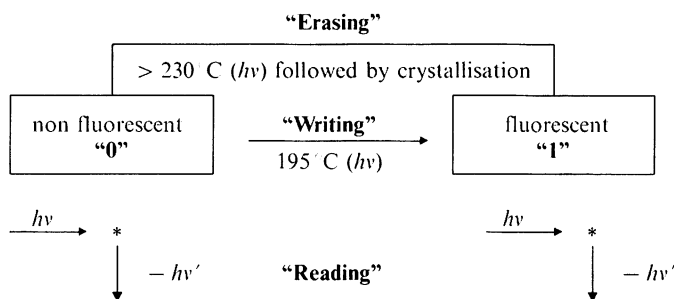 “Erasing”
> 230°C (hν) followed by crystallisation
non fluorescent
“0”
“Writing”
195°C (hν)
fluorescent
“1”
hν
*
hν
*
− hν′
“Reading”
− hν′